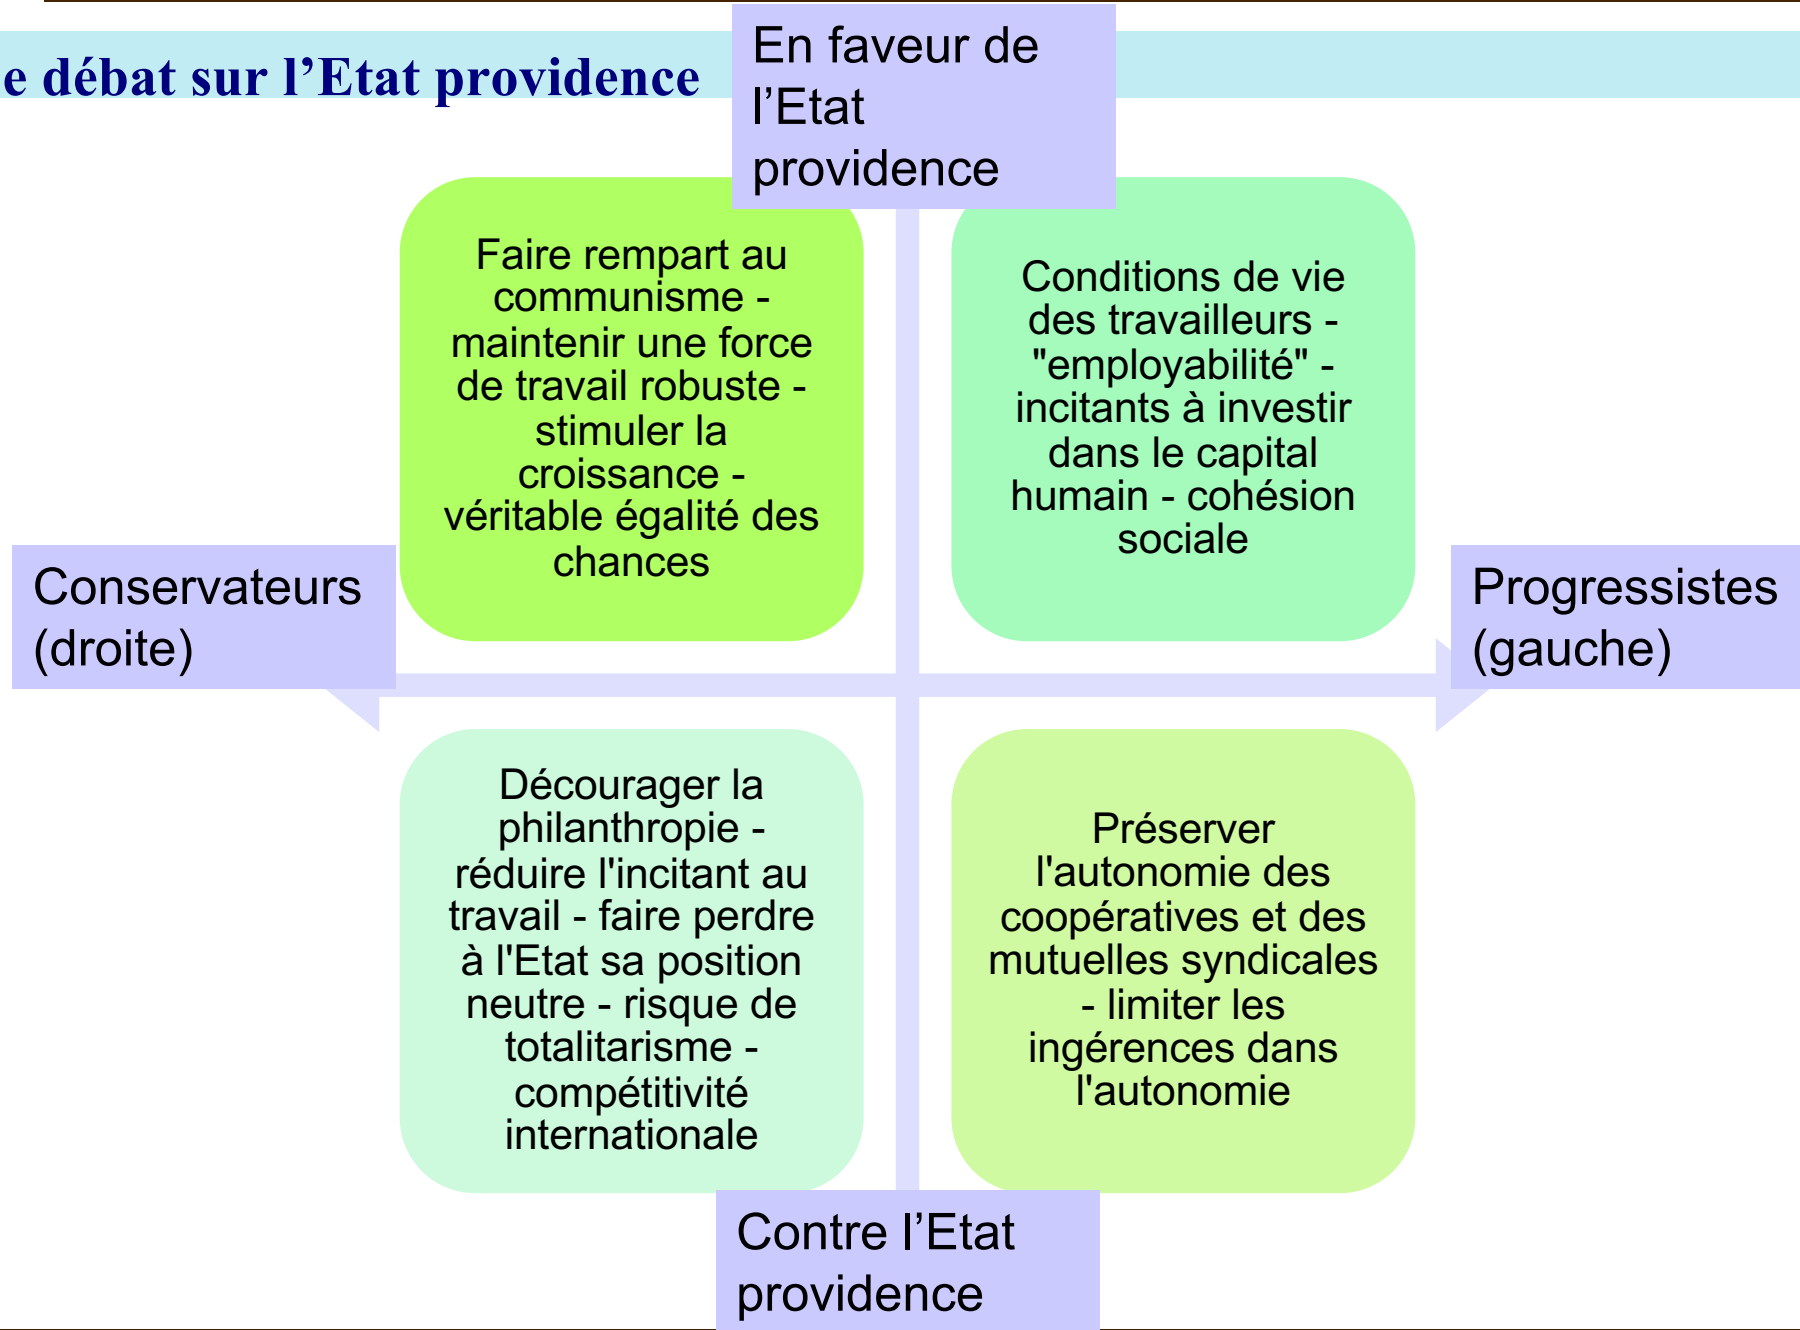 e débat sur l’Etat providence
En faveur de
l’Etat
providence
Faire rempart au
communisme -
maintenir une force
de travail robuste -
stimuler la
croissance -
véritable égalité des
chances
Conditions de vie
des travailleurs -
"employabilité" -
incitants à investir
dans le capital
humain - cohésion
sociale
Conservateurs
(droite)
Progressistes
(gauche)
Décourager la
philanthropie -
réduire l'incitant au
travail - faire perdre
à l'Etat sa position
neutre - risque de
totalitarisme -
compétitivité
internationale
Préserver
l'autonomie des
coopératives et des
mutuelles syndicales
- limiter les
ingérences dans
l'autonomie
Contre l’Etat
providence